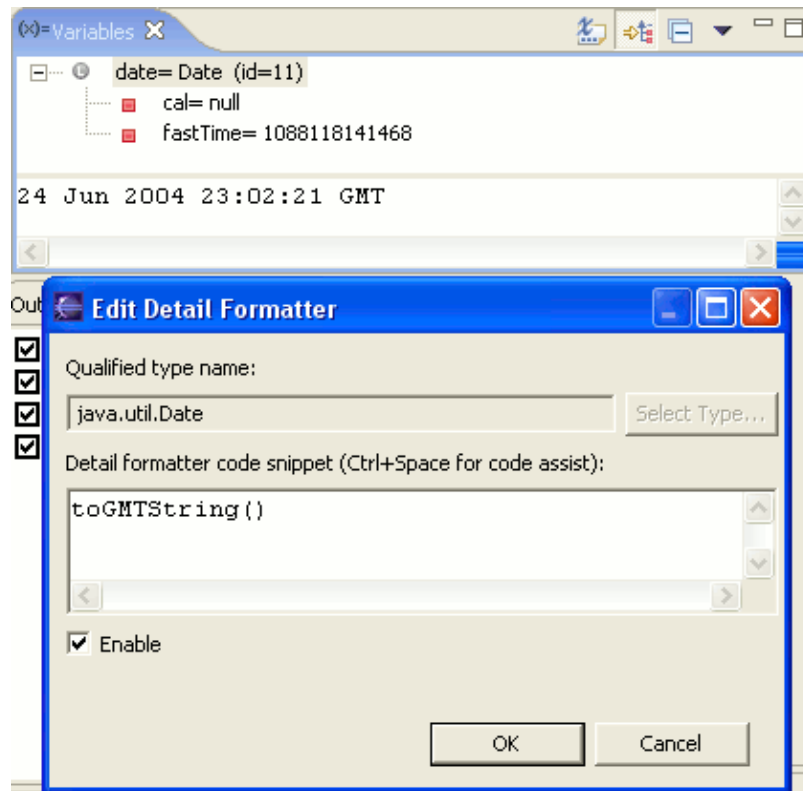 (x)= Variables
date= Date (id=11)
cal= null
fastTime= 1088118141468
24 Jun 2004 23:02:21 GMT
Out
Edit Detail Formatter
Qualified type name:
java.util.Date
Select Type...
Detail formatter code snippet (Ctrl+Space for code assist):
toGMTString()
Enable
OK
Cancel